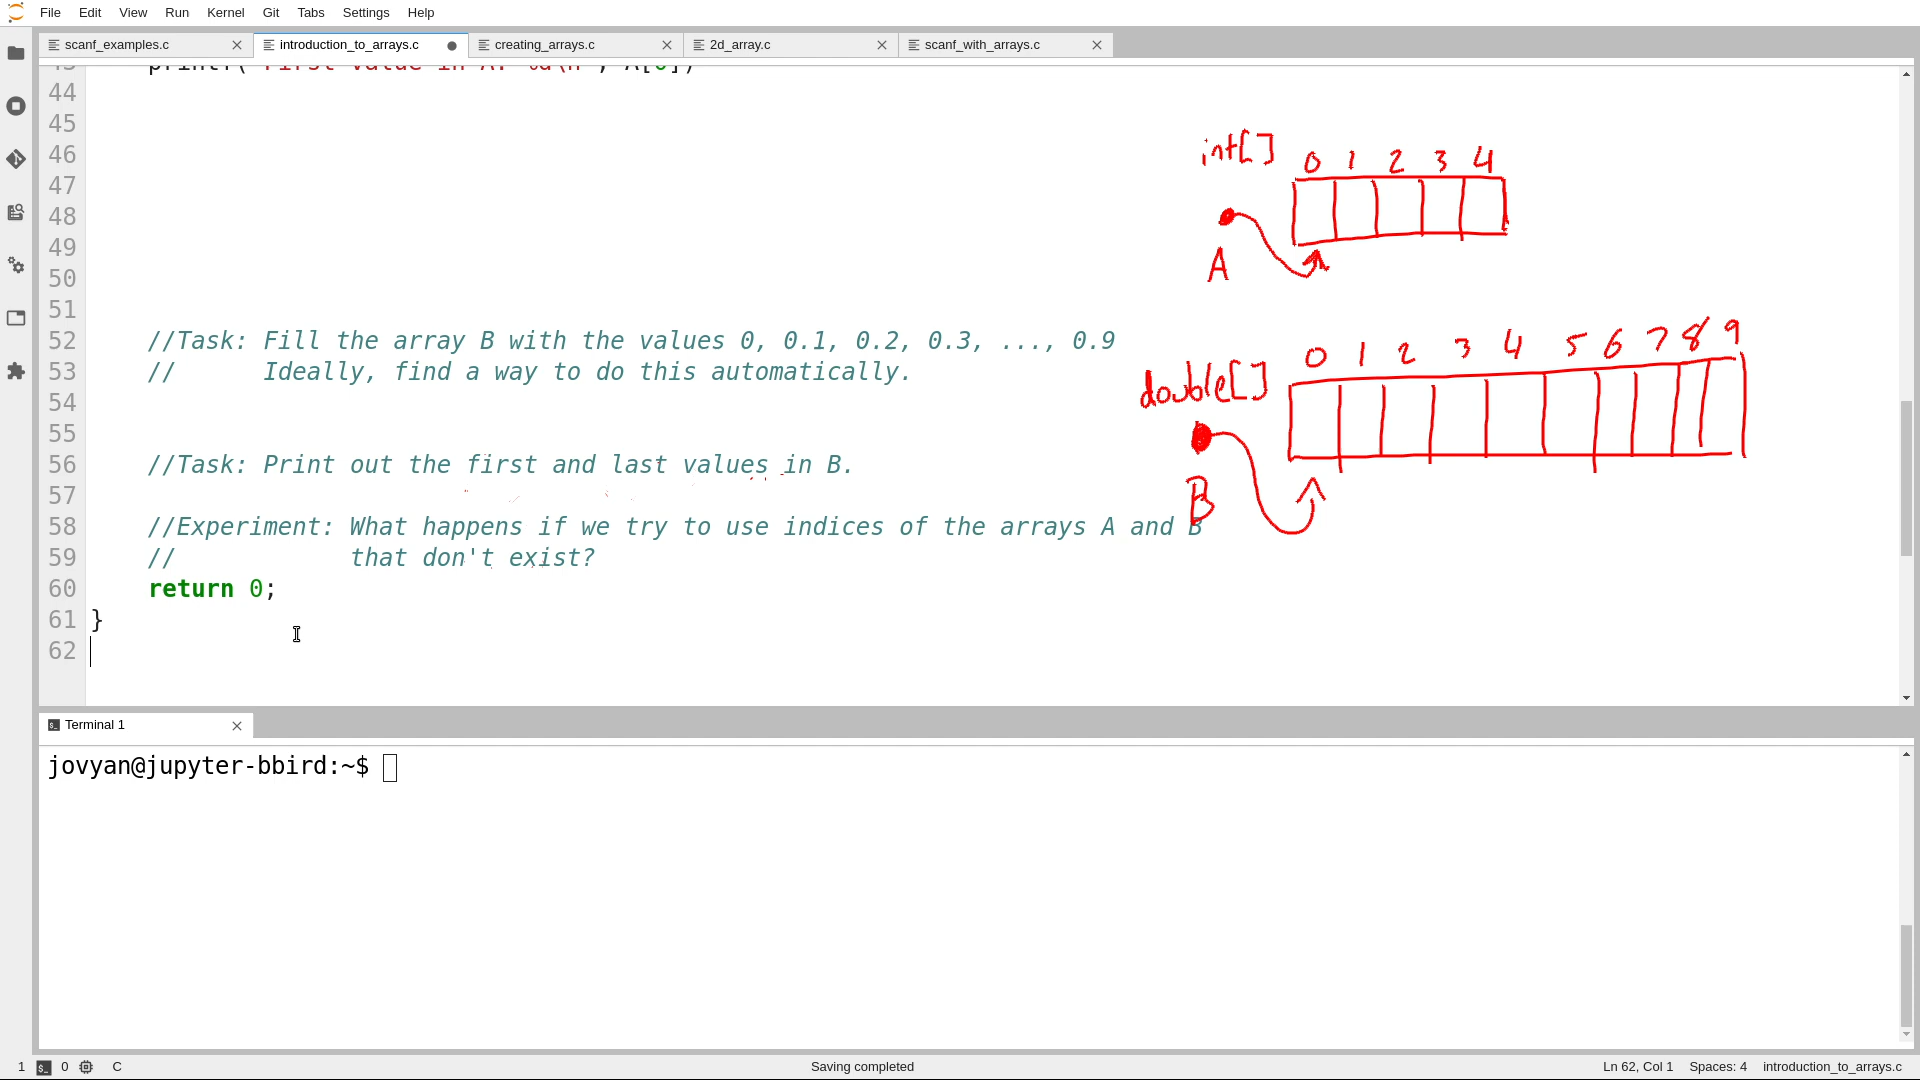 File Edit View Run Kernel Git Tabs Settings Help
scanf_examples.c introduction_to_arrays.c creating_arrays.c 2d_array.c scanf_with_arrays.c
44
45
46
47
48
49
50
51
52 //Task: Fill the array B with the values 0, 0.1, 0.2, 0.3, ..., 0.9
53 // Ideally, find a way to do this automatically.
54
55
56 //Task: Print out the first and last values in B.
57
58 //Experiment: What happens if we try to use indices of the arrays A and B
59 // that don't exist?
60 return 0;
61 }
62
int[] 0 1 2 3 4
A
0 1 2 3 4 5 6 7 8 9
double[]
B
Terminal 1
jovyan@jupyter-bbird:~$
1 0 C Saving completed Ln 62, Col 1 Spaces: 4 introduction_to_arrays.c